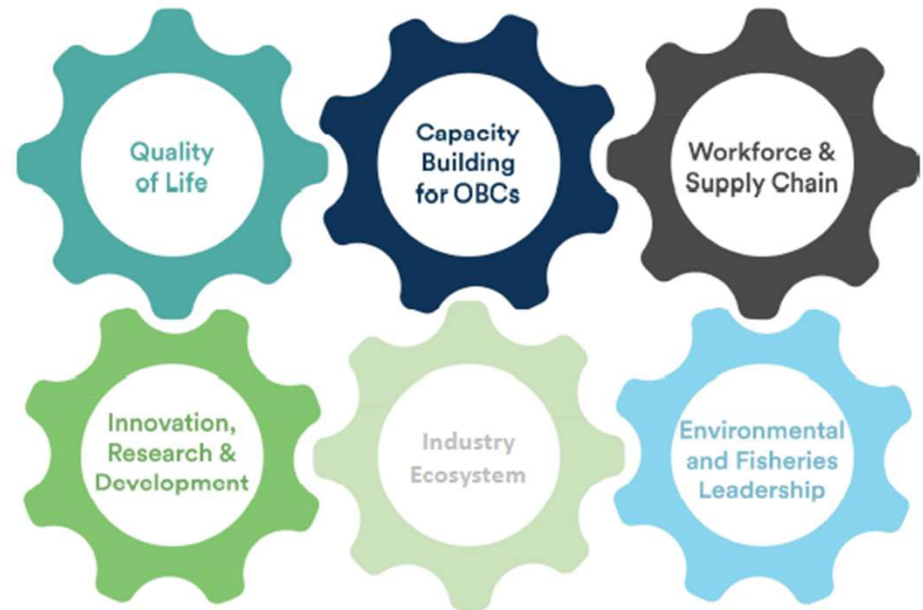 Quality
of Life
Capacity
Building
for OBCs
Workforce &
Supply Chain
Innovation,
Research &
Development
Industry
Ecosystem
Environmental
and Fisheries
Leadership